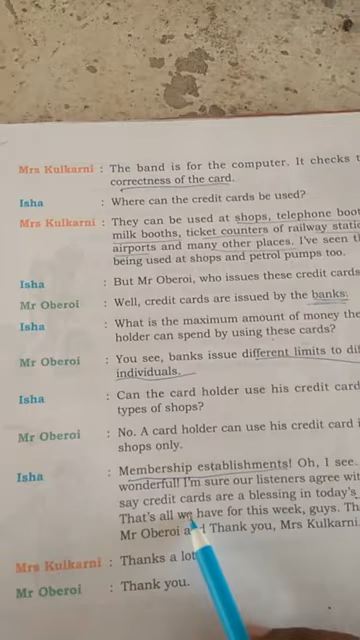 Mrs Kulkarni : The band is for the computer. It checks t
correctness of the card.
Isha : Where can the credit cards be used?
Mrs Kulkarni : They can be used at shops, telephone boot
milk booths, ticket counters of railway static
airports and many other places. I've seen th
being used at shops and petrol pumps too.
Isha : But Mr Oberoi, who issues these credit cards
Mr Oberoi : Well, credit cards are issued by the banks.
Isha : What is the maximum amount of money the
holder can spend by using these cards?
Mr Oberoi : You see, banks issue different limits to dif
individuals.
Isha : Can the card holder use his credit card
types of shops?
Mr Oberoi : No. A card holder can use his credit card i
shops only.
Isha : Membership establishments! Oh, I see.
wonderful! I'm sure our listeners agree wit
say credit cards are a blessing in today's
That's all we have for this week, guys. Th
Mr Oberoi and Thank you, Mrs Kulkarni.
Mrs Kulkarni : Thanks a lot
Mr Oberoi : Thank you.